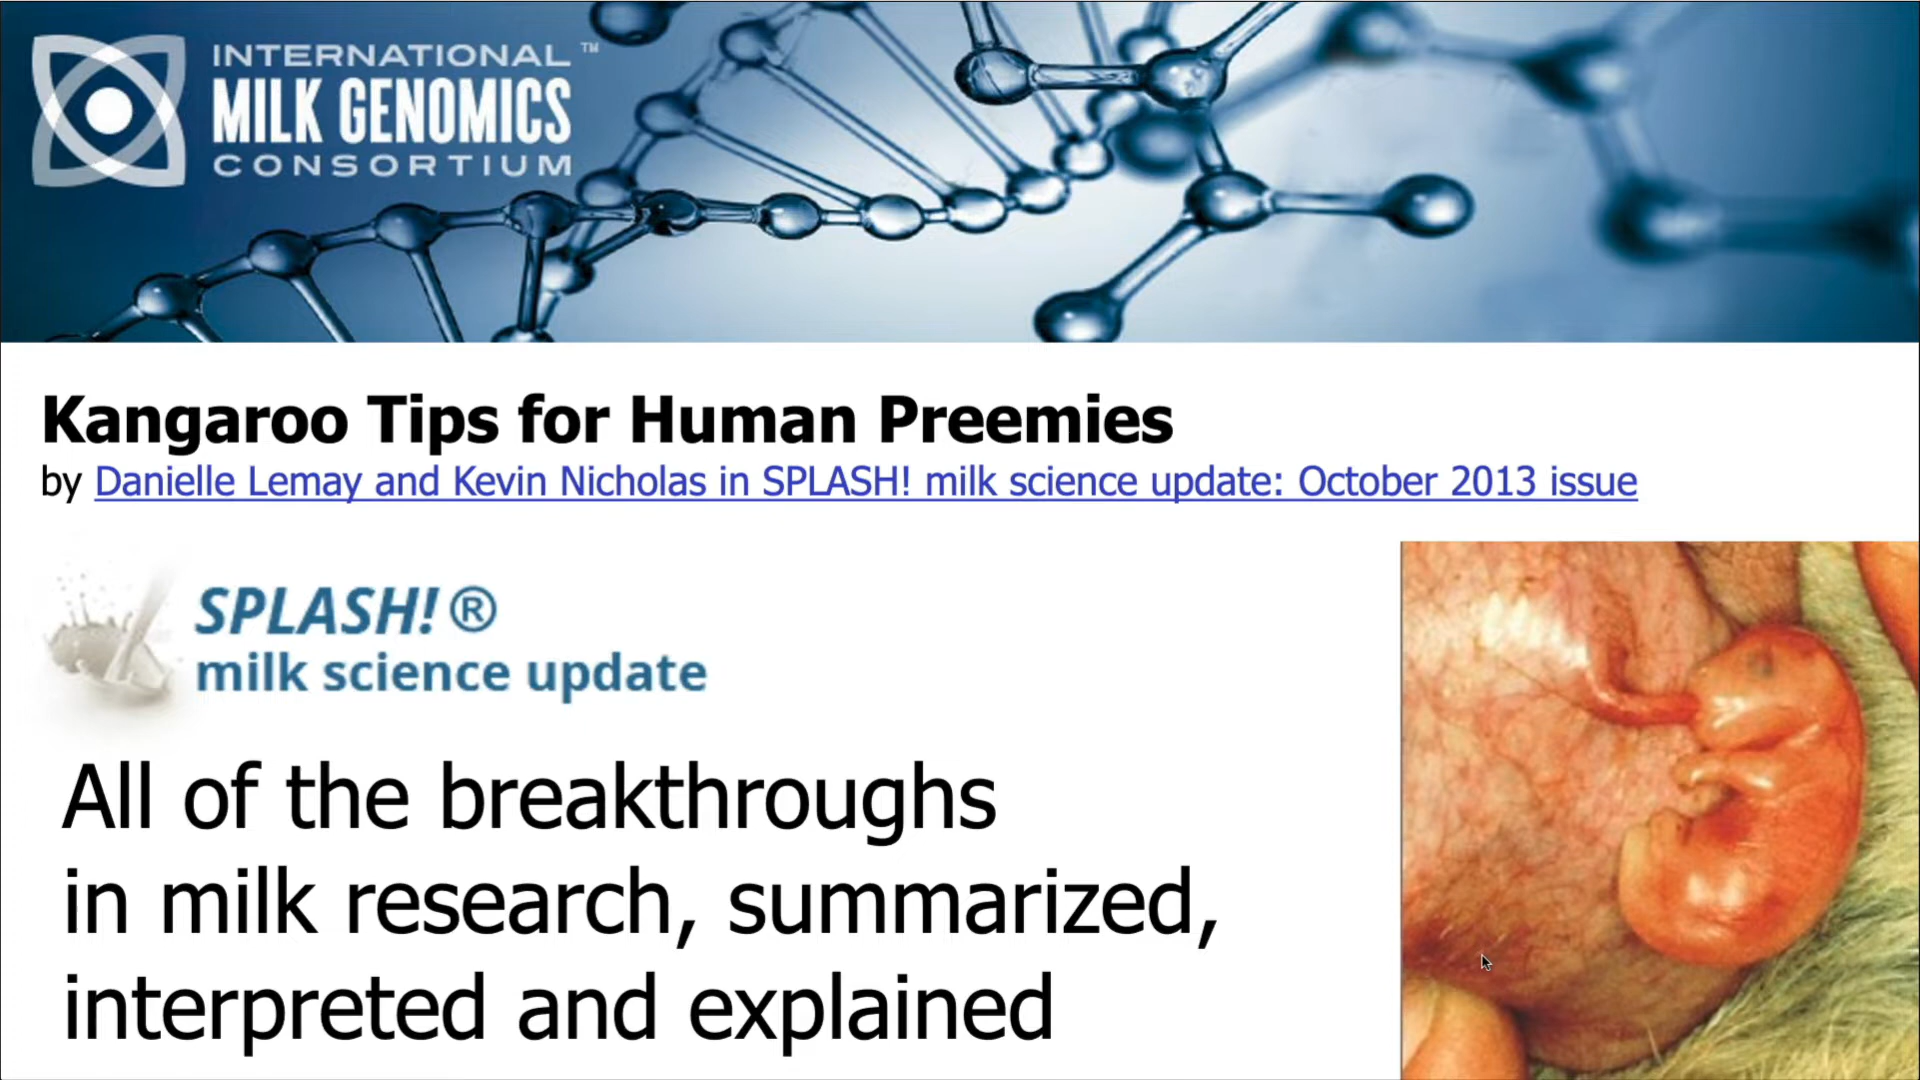 INTERNATIONAL™
MILK GENOMICS
CONSORTIUM
Kangaroo Tips for Human Preemies
by Danielle Lemay and Kevin Nicholas in SPLASH! milk science update: October 2013 issue
SPLASH!®
milk science update
All of the breakthroughs
in milk research, summarized,
interpreted and explained